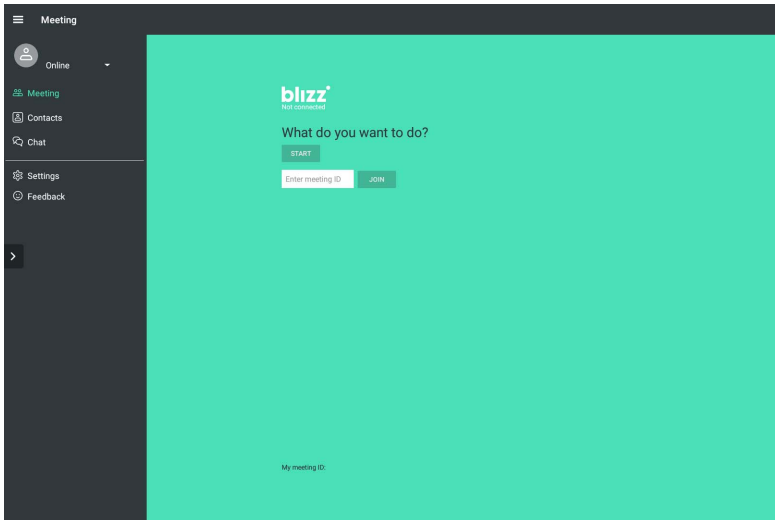 Meeting
Online
Meeting
Contacts
Chat
Settings
Feedback
blizz
Not connected
What do you want to do?
START
Enter meeting ID
JOIN
My meeting ID: